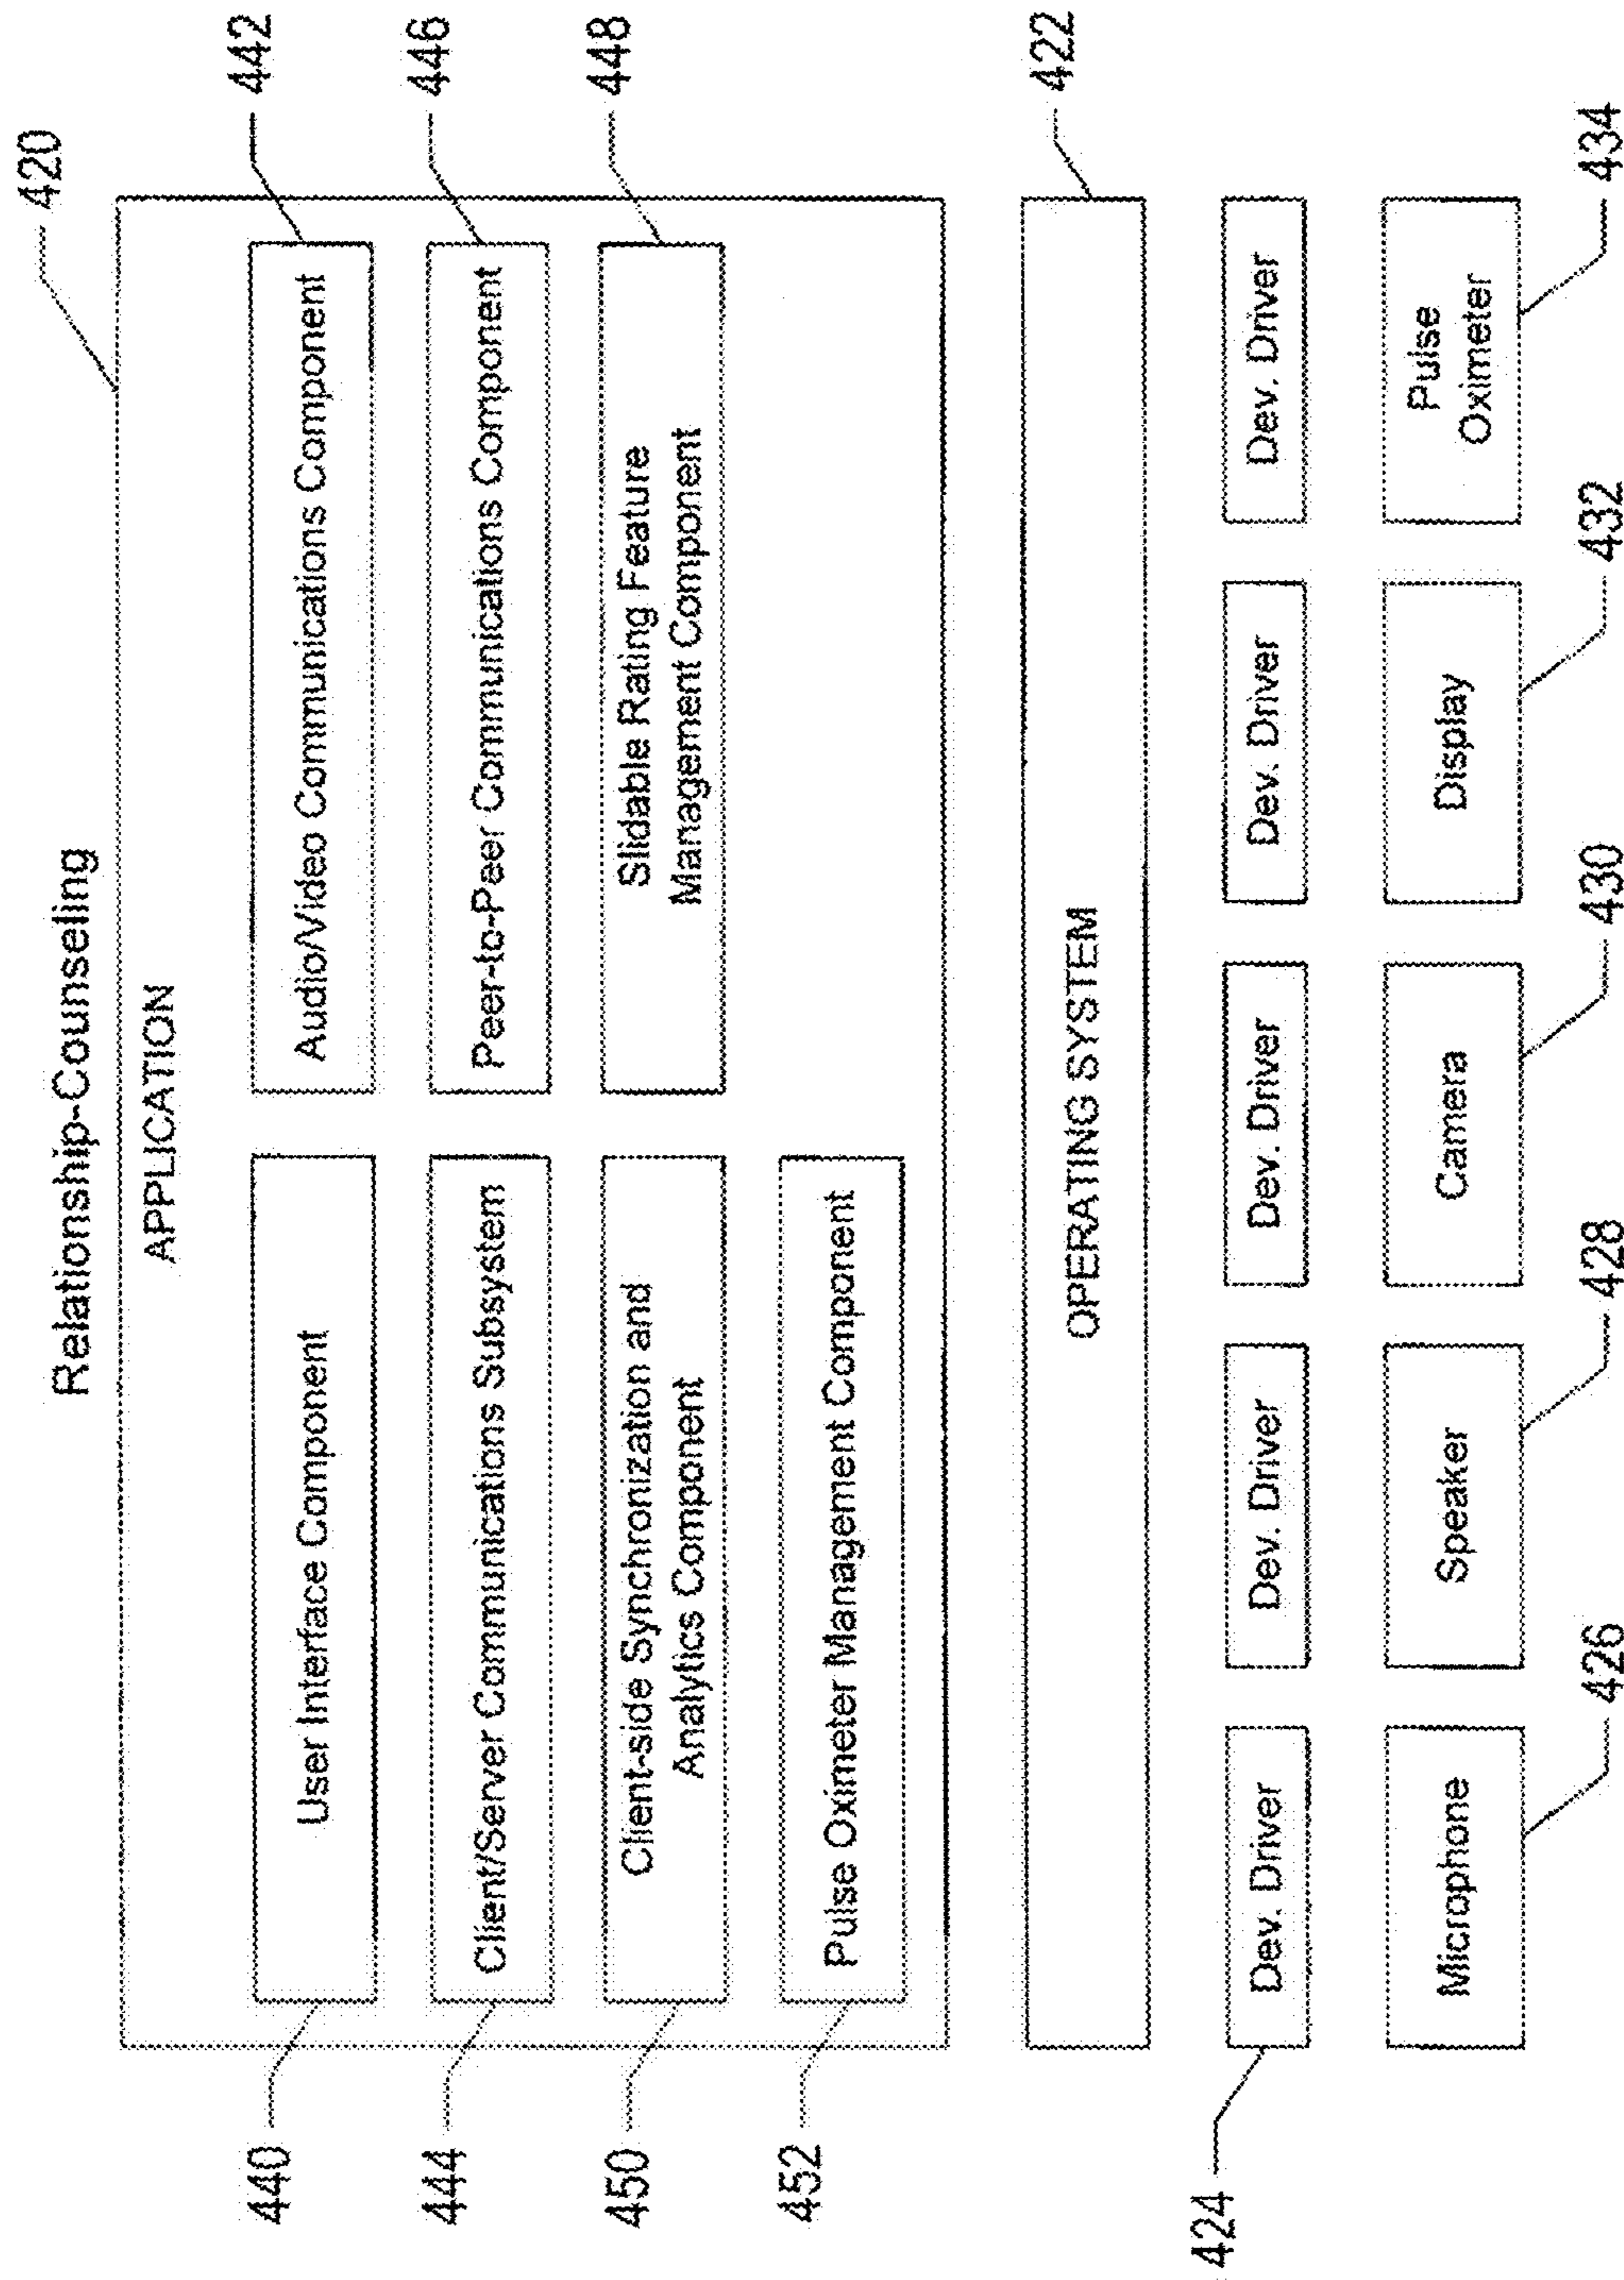 Relationship-Counseling
420
APPLICATION
440
User Interface Component
Audio/Video Communications Component
442
444
Client/Server Communications Subsystem
Peer-to-Peer Communications Component
446
450
Client-side Synchronization and
Analytics Component
Slidable Rating Feature
Management Component
448
452
Pulse Oximeter Management Component
OPERATING SYSTEM
422
424
Dev. Driver
Dev. Driver
Dev. Driver
Dev. Driver
Dev. Driver
Microphone
Speaker
Camera
Display
Pulse
Oximeter
426
428
430
432
434